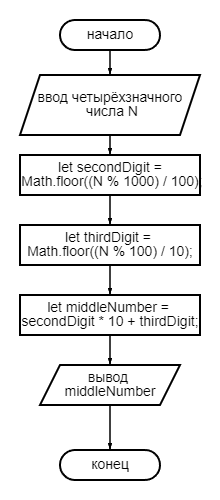 начало
ввод четырёхзначного
числа N
let secondDigit =
Math.floor((N % 1000) / 100)
let thirdDigit =
Math.floor((N % 100) / 10);
let middleNumber =
secondDigit * 10 + thirdDigit;
вывод
middleNumber
конец